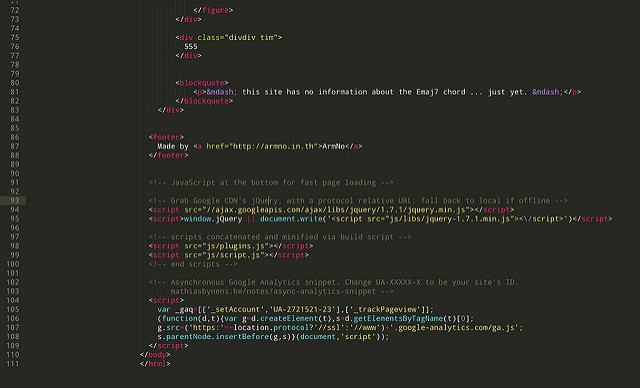 72 </figure>
73 </div>
74
75 <div class="divdiv tim">
76 555
77 </div>
78
79
80 <blockquote>
81 <p>&mdash; this site has no information about the Emaj7 chord ... just yet. &mdash;</p>
82 </blockquote>
83 </div>
84
85
86 <footer>
87 Made by <a href="http://armno.in.th">ArmNo</a>
88 </footer>
89
90
91 <!-- JavaScript at the bottom for fast page loading -->
92
93 <!-- Grab Google CDN's jQuery, with a protocol relative URL; fall back to local if offline -->
94 <script src="//ajax.googleapis.com/ajax/libs/jquery/1.7.1/jquery.min.js"></script>
95 <script>window.jQuery || document.write('<script src="js/libs/jquery-1.7.1.min.js"><\/script>')</script>
96
97 <!-- scripts concatenated and minified via build script -->
98 <script src="js/plugins.js"></script>
99 <script src="js/script.js"></script>
100 <!-- end scripts -->
101
102 <!-- Asynchronous Google Analytics snippet. Change UA-XXXXX-X to be your site's ID.
103 mathiasbynens.be/notes/async-analytics-snippet -->
104 <script>
105 var _gaq=[['_setAccount','UA-2721521-23'],['_trackPageview']];
106 (function(d,t){var g=d.createElement(t),s=d.getElementsByTagName(t)[0];
107 g.src=('https:'==location.protocol?'//ssl':'//www')+'.google-analytics.com/ga.js';
108 s.parentNode.insertBefore(g,s)}(document,'script'));
109 </script>
110 </body>
111 </html>